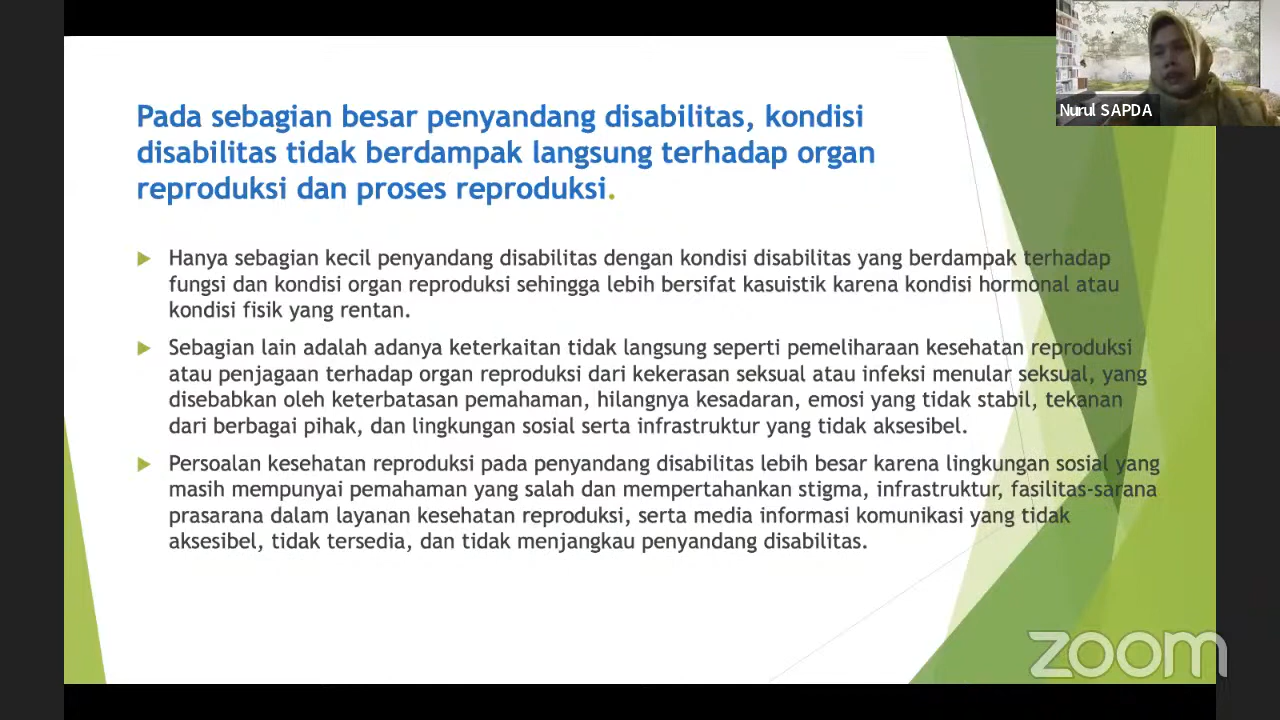 Pada sebagian besar penyandang disabilitas, kondisi
disabilitas tidak berdampak langsung terhadap organ
reproduksi dan proses reproduksi.
Hanya sebagian kecil penyandang disabilitas dengan kondisi disabilitas yang berdampak terhadap
fungsi dan kondisi organ reproduksi sehingga lebih bersifat kasuistik karena kondisi hormonal atau
kondisi fisik yang rentan.
Sebagian lain adalah adanya keterkaitan tidak langsung seperti pemeliharaan kesehatan reproduksi
atau penjagaan terhadap organ reproduksi dari kekerasan seksual atau infeksi menular seksual, yang
disebabkan oleh keterbatasan pemahaman, hilangnya kesadaran, emosi yang tidak stabil, tekanan
dari berbagai pihak, dan lingkungan sosial serta infrastruktur yang tidak aksesibel.
Persoalan kesehatan reproduksi pada penyandang disabilitas lebih besar karena lingkungan sosial yang
masih mempunyai pemahaman yang salah dan mempertahankan stigma, infrastruktur, fasilitas-sarana
prasarana dalam layanan kesehatan reproduksi, serta media informasi komunikasi yang tidak
aksesibel, tidak tersedia, dan tidak menjangkau penyandang disabilitas.
Nurul SAPDA
zoom